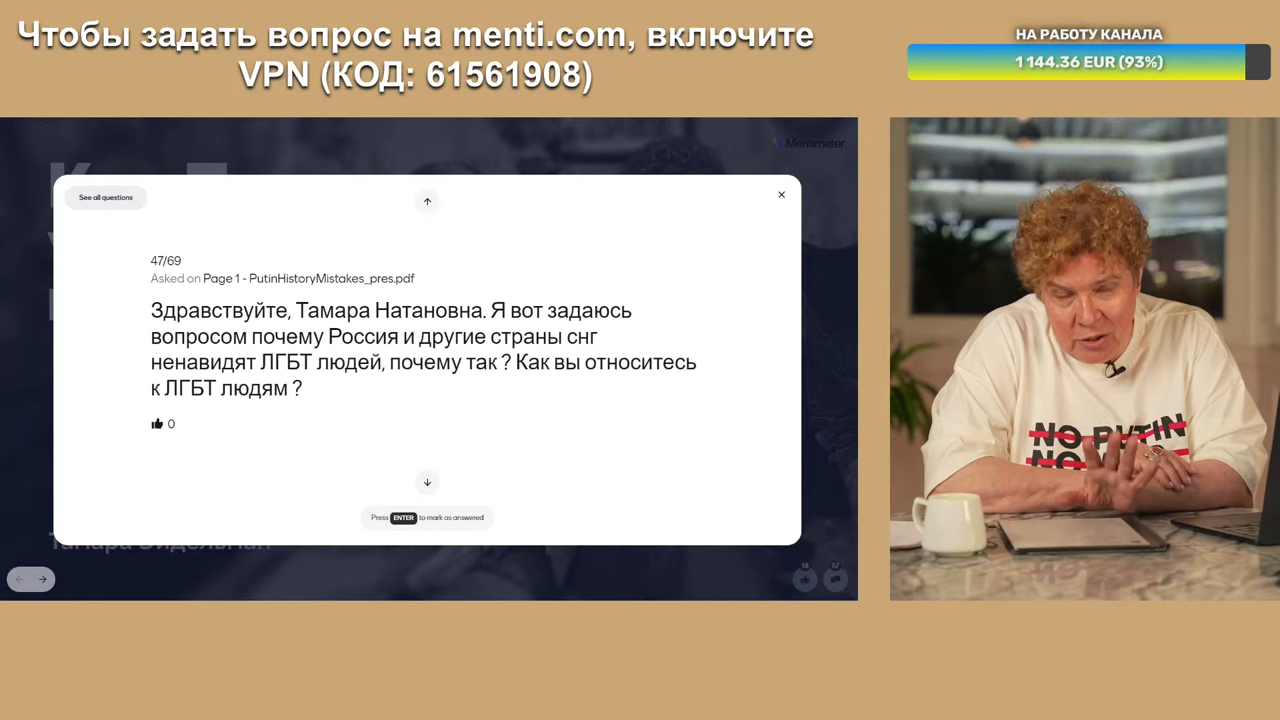 Чтобы задать вопрос на menti.com, включите
VPN (КОД: 61561908)
НА РАБОТУ КАНАЛА
1 144.36 EUR (93%)
Mentimeter
See all questions
47/69
Asked on Page 1 - PutinHistoryMistakes_pres.pdf
Здравствуйте, Тамара Натановна. Я вот задаюсь
вопросом почему Россия и другие страны снг
ненавидят ЛГБТ людей, почему так ? Как вы относитесь
к ЛГБТ людям ?
0
Press ENTER to mark as answered
14
57
NO PUTIN